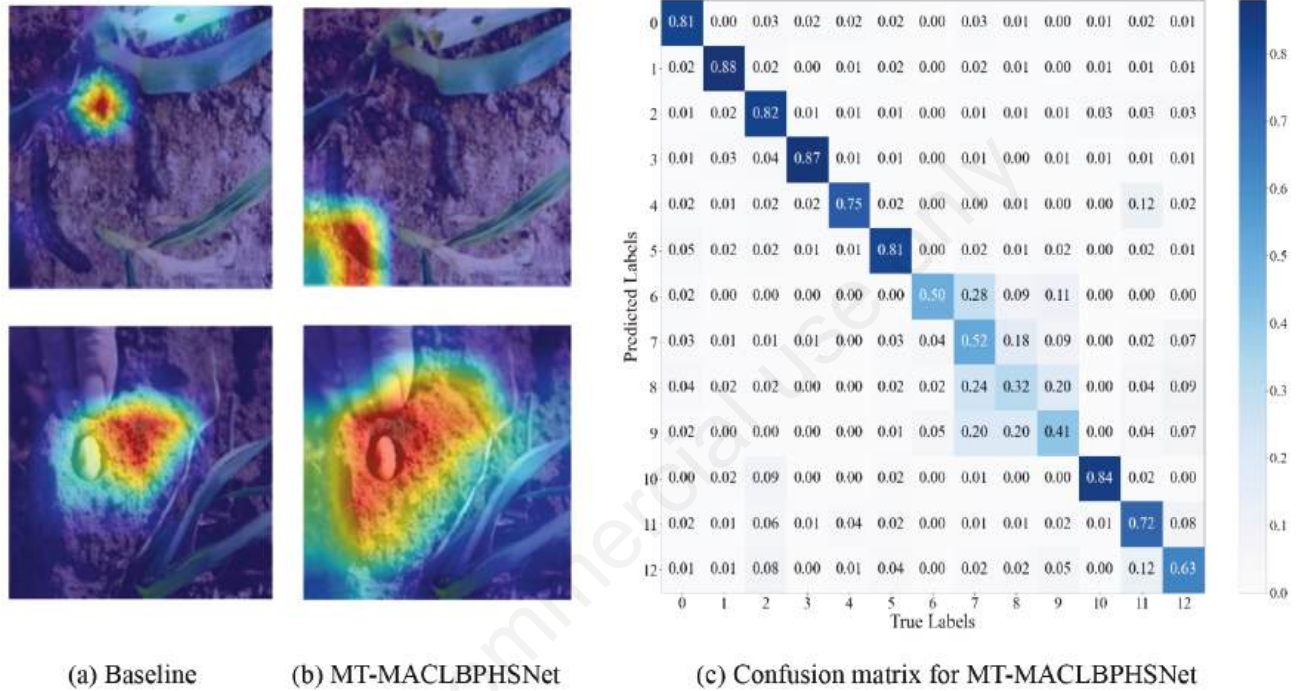 0 0.81 0.00 0.03 0.02 0.02 0.02 0.00 0.03 0.01 0.00 0.01 0.02 0.01
1 0.02 0.88 0.02 0.00 0.01 0.02 0.00 0.02 0.01 0.00 0.01 0.01 0.01
2 0.01 0.02 0.82 0.01 0.01 0.01 0.00 0.01 0.01 0.01 0.03 0.03 0.03
3 0.01 0.03 0.04 0.87 0.01 0.01 0.00 0.01 0.00 0.01 0.01 0.01 0.01
4 0.02 0.01 0.02 0.02 0.75 0.02 0.00 0.00 0.01 0.00 0.00 0.12 0.02
5 0.05 0.02 0.02 0.01 0.01 0.81 0.00 0.02 0.01 0.02 0.00 0.02 0.01
6 0.02 0.00 0.00 0.00 0.00 0.00 0.50 0.28 0.09 0.11 0.00 0.00 0.00
7 0.03 0.01 0.01 0.01 0.00 0.03 0.04 0.52 0.18 0.09 0.00 0.02 0.07
8 0.04 0.02 0.02 0.00 0.00 0.02 0.02 0.24 0.32 0.20 0.00 0.04 0.09
9 0.02 0.00 0.00 0.00 0.00 0.01 0.05 0.20 0.20 0.41 0.00 0.04 0.07
10 0.00 0.02 0.09 0.00 0.00 0.00 0.00 0.01 0.00 0.00 0.84 0.02 0.00
11 0.02 0.01 0.06 0.01 0.04 0.02 0.00 0.01 0.01 0.02 0.01 0.72 0.08
12 0.01 0.01 0.08 0.00 0.01 0.04 0.00 0.02 0.02 0.05 0.00 0.12 0.63
0 1 2 3 4 5 6 7 8 9 10 11 12
Predicted Labels
True Labels
0.8
0.7
0.6
0.5
0.4
0.3
0.2
0.1
0.0
mmercial use only
(a) Baseline
(b) MT-MACLBPHSNet
(c) Confusion matrix for MT-MACLBPHSNet